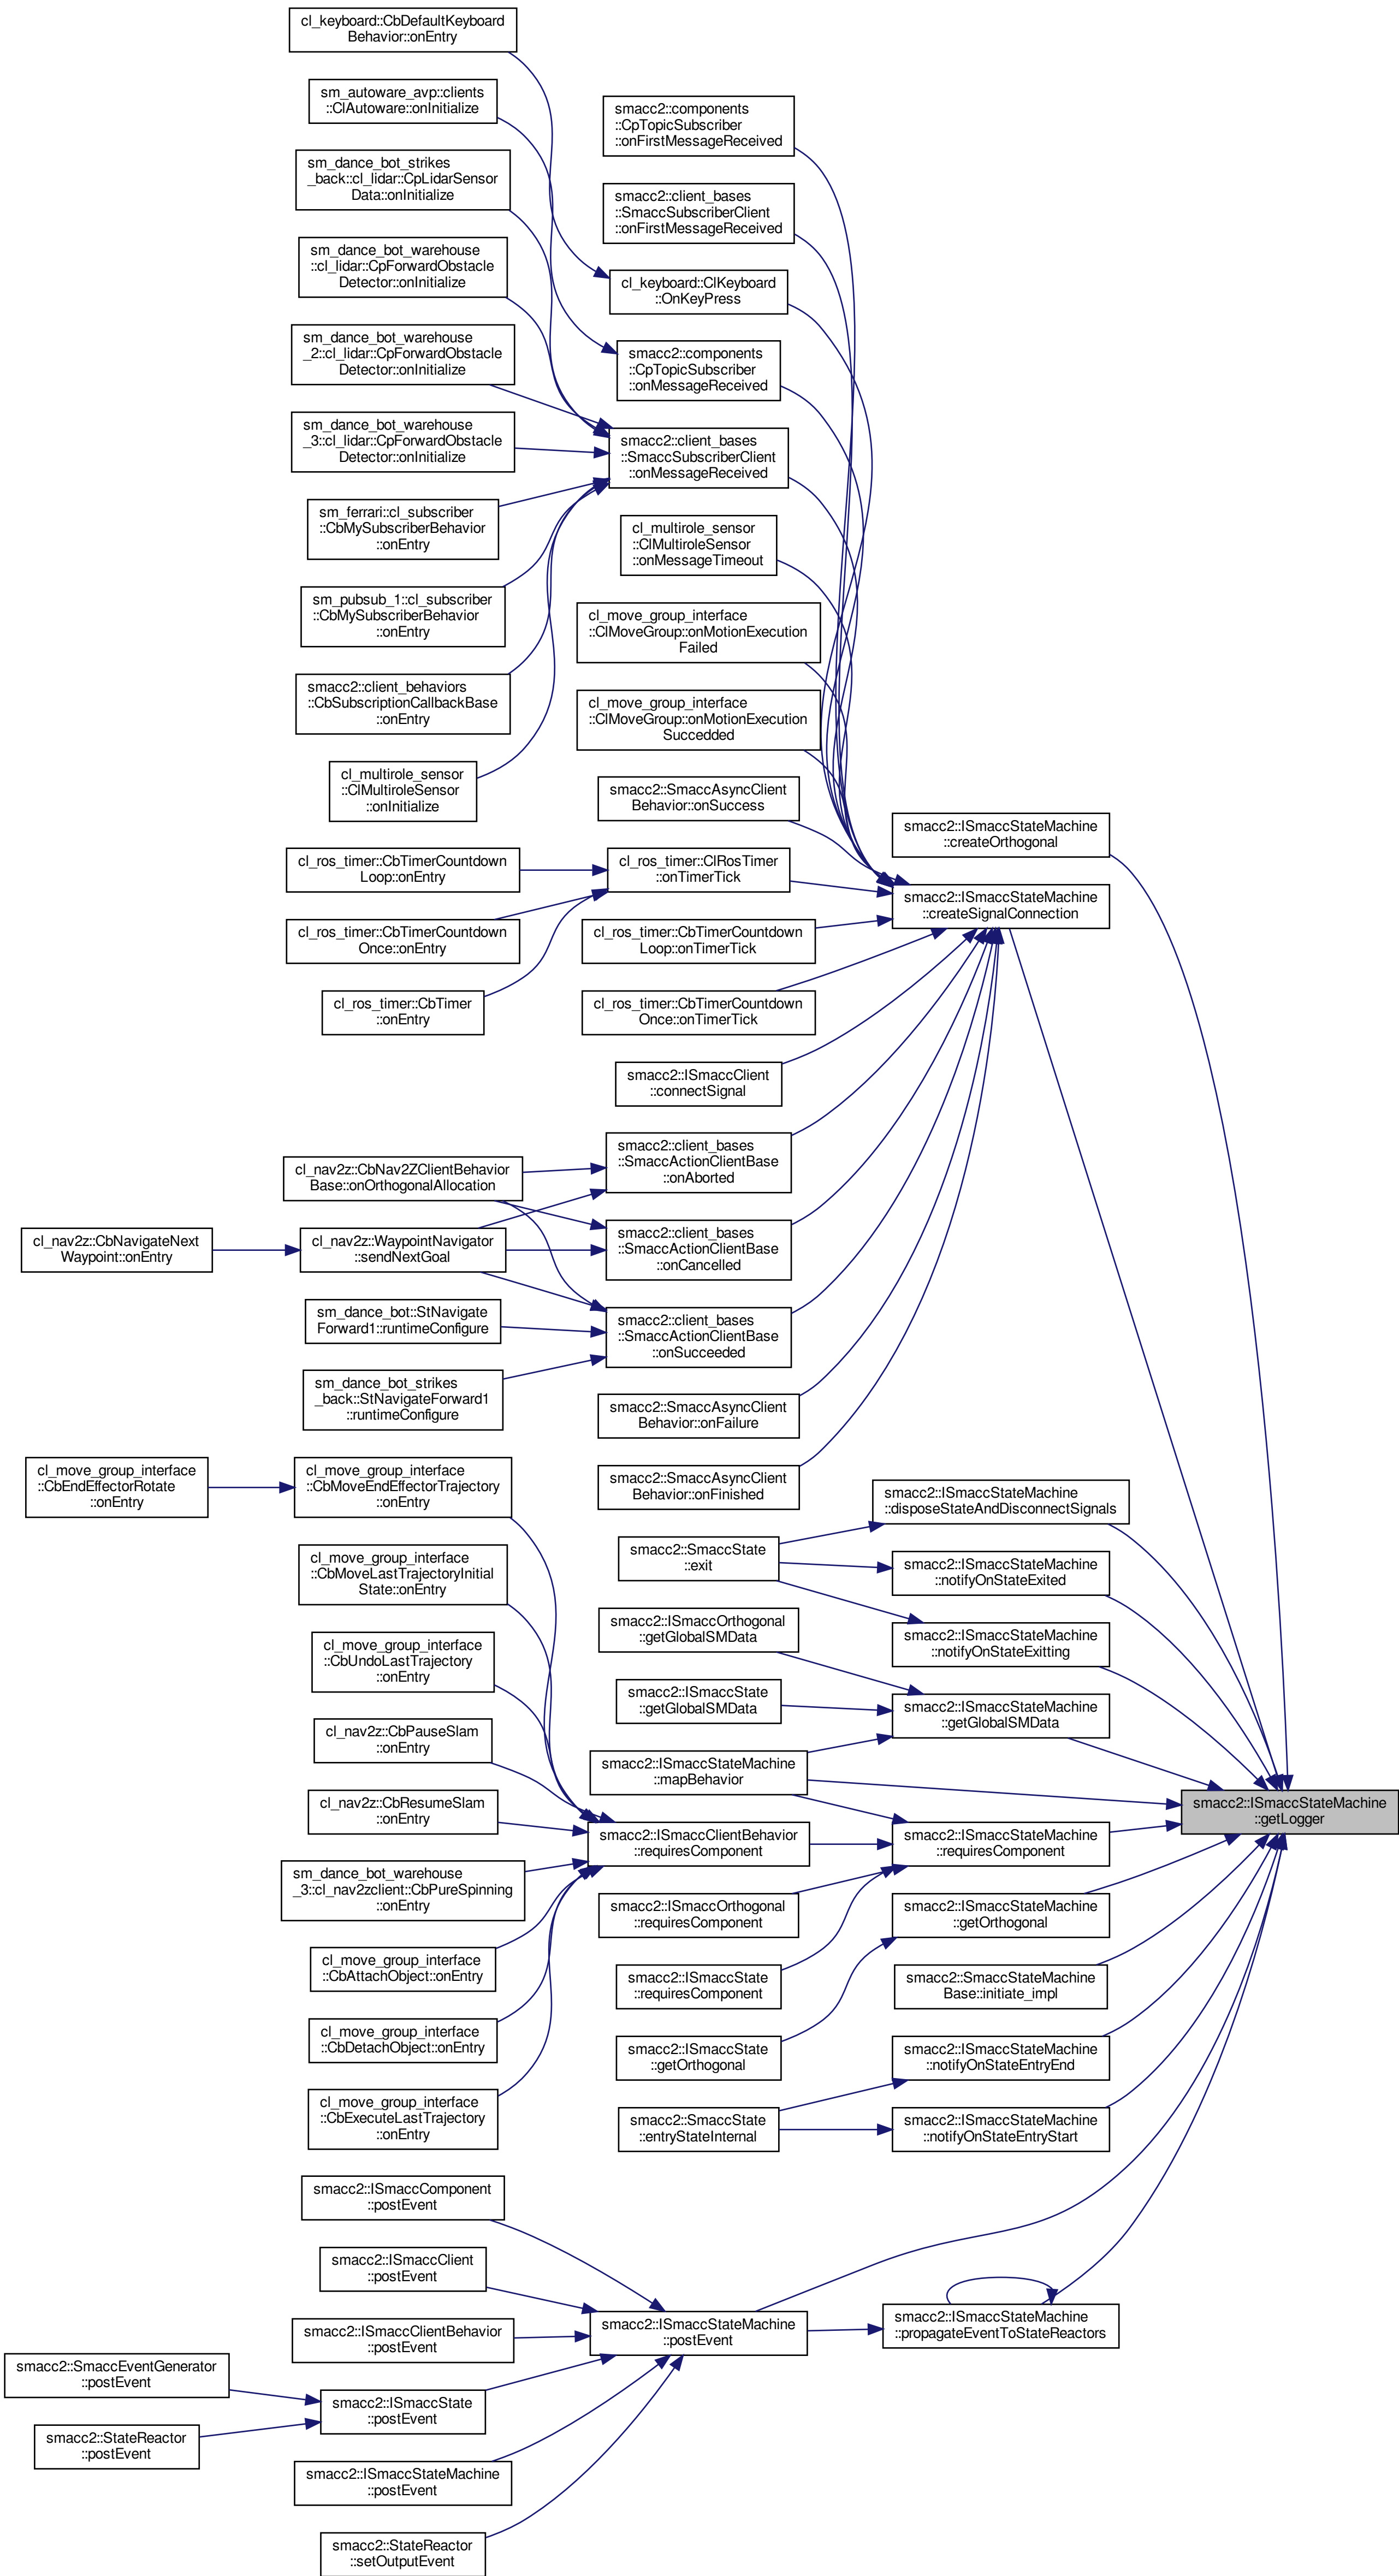 cl_keyboard::CbDefaultKeyboard
Behavior::onEntry
sm_autoware_avp::clients
::ClAutoware::onInitialize
sm_dance_bot_strikes
_back::cl_lidar::CpLidarSensor
Data::onInitialize
sm_dance_bot_warehouse
::cl_lidar::CpForwardObstacle
Detector::onInitialize
sm_dance_bot_warehouse
_2::cl_lidar::CpForwardObstacle
Detector::onInitialize
sm_dance_bot_warehouse
_3::cl_lidar::CpForwardObstacle
Detector::onInitialize
sm_ferrari::cl_subscriber
::CbMySubscriberBehavior
::onEntry
sm_pubsub_1::cl_subscriber
::CbMySubscriberBehavior
::onEntry
smacc2::client_behaviors
::CbSubscriptionCallbackBase
::onEntry
cl_multirole_sensor
::ClMultiroleSensor
::onInitialize
cl_ros_timer::CbTimerCountdown
Loop::onEntry
cl_ros_timer::CbTimerCountdown
Once::onEntry
cl_ros_timer::CbTimer
::onEntry
cl_nav2z::CbNav2ZClientBehavior
Base::onOrthogonalAllocation
cl_nav2z::CbNavigateNext
Waypoint::onEntry
cl_nav2z::WaypointNavigator
::sendNextGoal
sm_dance_bot::StNavigate
Forward1::runtimeConfigure
sm_dance_bot_strikes
_back::StNavigateForward1
::runtimeConfigure
cl_move_group_interface
::CbEndEffectorRotate
::onEntry
cl_move_group_interface
::CbMoveEndEffectorTrajectory
::onEntry
cl_move_group_interface
::CbMoveLastTrajectoryInitial
State::onEntry
cl_move_group_interface
::CbUndoLastTrajectory
::onEntry
cl_nav2z::CbPauseSlam
::onEntry
cl_nav2z::CbResumeSlam
::onEntry
sm_dance_bot_warehouse
_3::cl_nav2zclient::CbPureSpinning
::onEntry
cl_move_group_interface
::CbAttachObject::onEntry
cl_move_group_interface
::CbDetachObject::onEntry
cl_move_group_interface
::CbExecuteLastTrajectory
::onEntry
smacc2::ISmaccComponent
::postEvent
smacc2::ISmaccClient
::postEvent
smacc2::ISmaccClientBehavior
::postEvent
smacc2::SmaccEventGenerator
::postEvent
smacc2::StateReactor
::postEvent
smacc2::ISmaccState
::postEvent
smacc2::ISmaccStateMachine
::postEvent
smacc2::StateReactor
::setOutputEvent
smacc2::components
::CpTopicSubscriber
::onFirstMessageReceived
smacc2::client_bases
::SmaccSubscriberClient
::onFirstMessageReceived
cl_keyboard::ClKeyboard
::OnKeyPress
smacc2::components
::CpTopicSubscriber
::onMessageReceived
smacc2::client_bases
::SmaccSubscriberClient
::onMessageReceived
cl_multirole_sensor
::ClMultiroleSensor
::onMessageTimeout
cl_move_group_interface
::ClMoveGroup::onMotionExecution
Failed
cl_move_group_interface
::ClMoveGroup::onMotionExecution
Succedded
smacc2::SmaccAsyncClient
Behavior::onSuccess
cl_ros_timer::ClRosTimer
::onTimerTick
cl_ros_timer::CbTimerCountdown
Loop::onTimerTick
cl_ros_timer::CbTimerCountdown
Once::onTimerTick
smacc2::ISmaccClient
::connectSignal
smacc2::client_bases
::SmaccActionClientBase
::onAborted
smacc2::client_bases
::SmaccActionClientBase
::onCancelled
smacc2::client_bases
::SmaccActionClientBase
::onSucceeded
smacc2::SmaccAsyncClient
Behavior::onFailure
smacc2::SmaccAsyncClient
Behavior::onFinished
smacc2::SmaccState
::exit
smacc2::ISmaccOrthogonal
::getGlobalSMData
smacc2::ISmaccState
::getGlobalSMData
smacc2::ISmaccStateMachine
::mapBehavior
smacc2::ISmaccClientBehavior
::requiresComponent
smacc2::ISmaccOrthogonal
::requiresComponent
smacc2::ISmaccState
::requiresComponent
smacc2::ISmaccState
::getOrthogonal
smacc2::SmaccState
::entryStateInternal
smacc2::ISmaccStateMachine
::postEvent
smacc2::ISmaccStateMachine
::createOrthogonal
smacc2::ISmaccStateMachine
::createSignalConnection
smacc2::ISmaccStateMachine
::disposeStateAndDisconnectSignals
smacc2::ISmaccStateMachine
::notifyOnStateExited
smacc2::ISmaccStateMachine
::notifyOnStateExitting
smacc2::ISmaccStateMachine
::getGlobalSMData
smacc2::ISmaccStateMachine
::requiresComponent
smacc2::ISmaccStateMachine
::getOrthogonal
smacc2::SmaccStateMachine
Base::initiate_impl
smacc2::ISmaccStateMachine
::notifyOnStateEntryEnd
smacc2::ISmaccStateMachine
::notifyOnStateEntryStart
smacc2::ISmaccStateMachine
::propagateEventToStateReactors
smacc2::ISmaccStateMachine
::getLogger